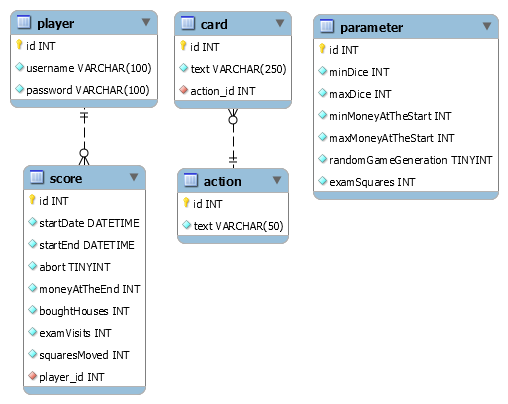 player
id INT
username VARCHAR(100)
password VARCHAR(100)
card
id INT
text VARCHAR(250)
action_id INT
parameter
id INT
minDice INT
maxDice INT
minMoneyAtTheStart INT
maxMoneyAtTheStart INT
randomGameGeneration TINYINT
examSquares INT
score
id INT
startDate DATETIME
startEnd DATETIME
abort TINYINT
moneyAtTheEnd INT
boughtHouses INT
examVisits INT
squaresMoved INT
player_id INT
action
id INT
text VARCHAR(50)